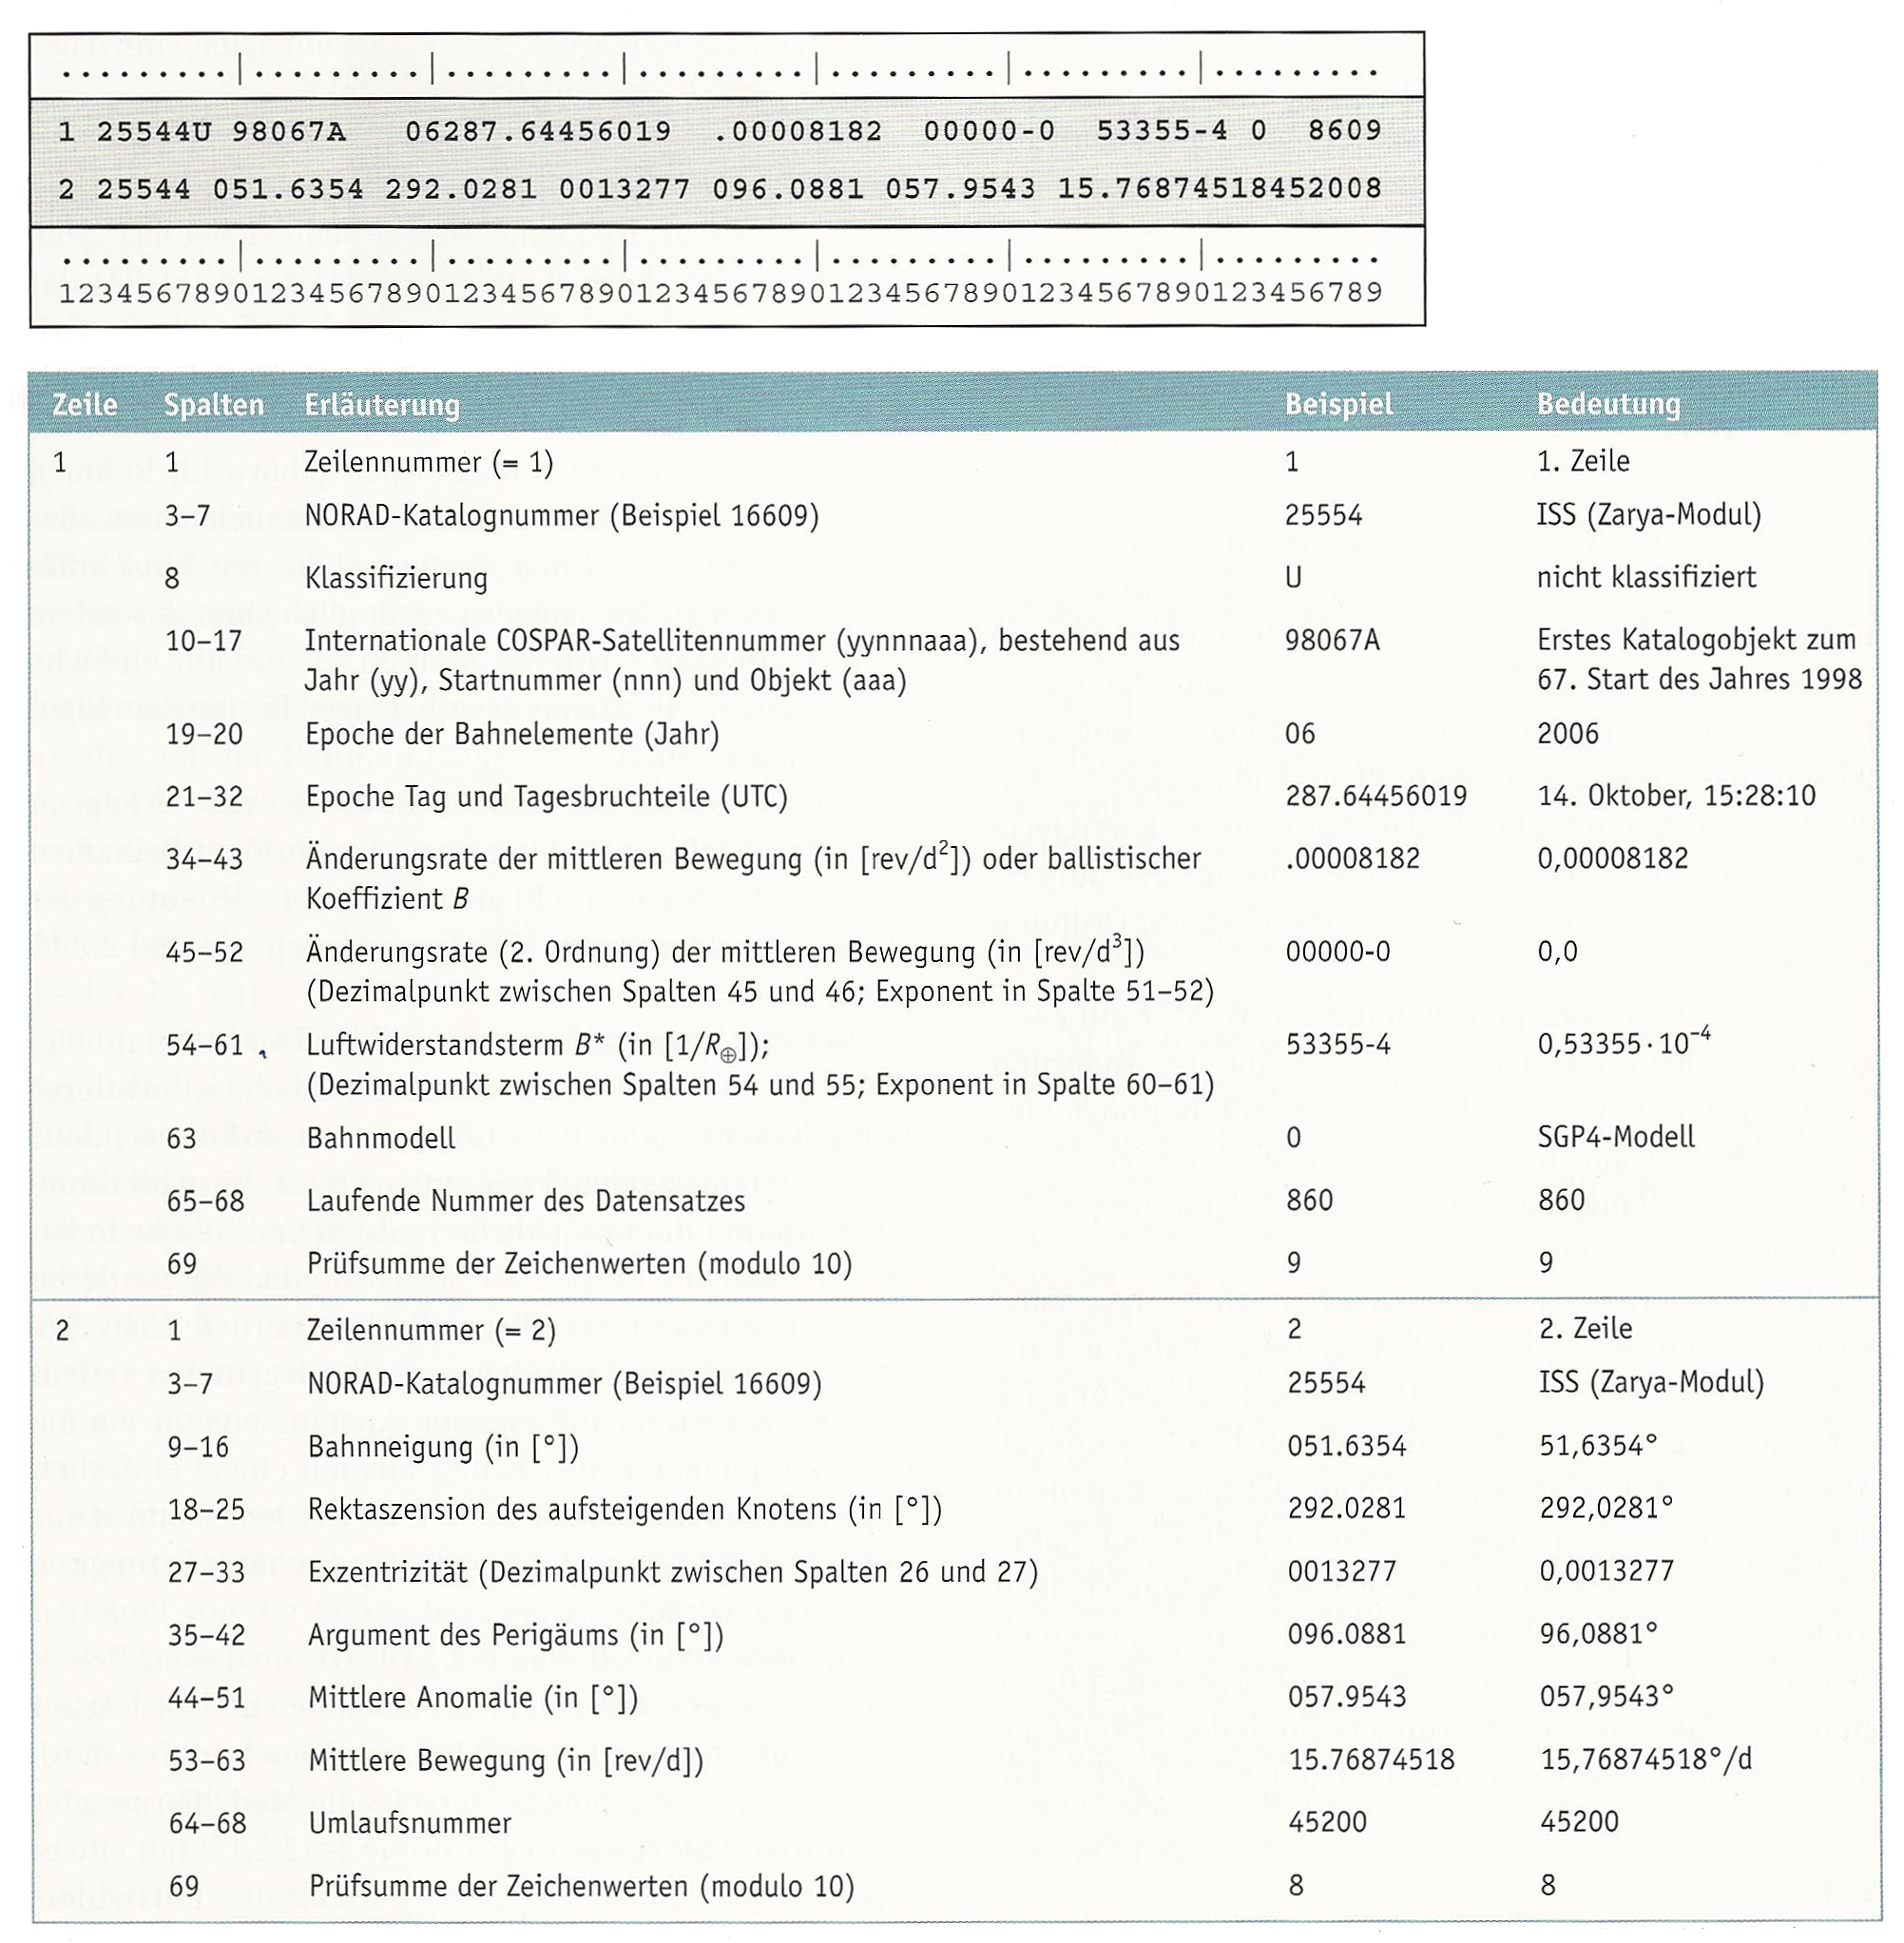 .........|.........|.........|.........|.........|.........|.........
1 25544U 98067A   06287.64456019  .00008182  00000-0  53355-4 0  8609
2 25544 051.6354 292.0281 0013277 096.0881 057.9543 15.76874518452008
.........|.........|.........|.........|.........|.........|.........
123456789012345678901234567890123456789012345678901234567890123456789
Zeile Spalten Erläuterung Beispiel Bedeutung
1 1 Zeilennummer (= 1) 1 1. Zeile
3–7 NORAD-Katalognummer (Beispiel 16609) 25554 ISS (Zarya-Modul)
8 Klassifizierung U nicht klassifiziert
10–17 Internationale COSPAR-Satellitennummer (yynnnaaa), bestehend aus 98067A Erstes Katalogobjekt zum
Jahr (yy), Startnummer (nnn) und Objekt (aaa) 67. Start des Jahres 1998
19–20 Epoche der Bahnelemente (Jahr) 06 2006
21–32 Epoche Tag und Tagesbruchteile (UTC) 287.64456019 14. Oktober, 15:28:10
34–43 Änderungsrate der mittleren Bewegung (in [rev/d²]) oder ballistischer .00008182 0,00008182
Koeffizient B
45–52 Änderungsrate (2. Ordnung) der mittleren Bewegung (in [rev/d³]) 00000-0 0,0
(Dezimalpunkt zwischen Spalten 45 und 46; Exponent in Spalte 51–52)
54–61 Luftwiderstandsterm B* (in [1/R⊕]); 53355-4 0,53355·10⁻⁴
(Dezimalpunkt zwischen Spalten 54 und 55; Exponent in Spalte 60–61)
63 Bahnmodell 0 SGP4-Modell
65–68 Laufende Nummer des Datensatzes 860 860
69 Prüfsumme der Zeichenwerten (modulo 10) 9 9
2 1 Zeilennummer (= 2) 2 2. Zeile
3–7 NORAD-Katalognummer (Beispiel 16609) 25554 ISS (Zarya-Modul)
9–16 Bahnneigung (in [°]) 051.6354 51,6354°
18–25 Rektaszension des aufsteigenden Knotens (in [°]) 292.0281 292,0281°
27–33 Exzentrizität (Dezimalpunkt zwischen Spalten 26 und 27) 0013277 0,0013277
35–42 Argument des Perigäums (in [°]) 096.0881 96,0881°
44–51 Mittlere Anomalie (in [°]) 057.9543 057,9543°
53–63 Mittlere Bewegung (in [rev/d]) 15.76874518 15,76874518°/d
64–68 Umlaufsnummer 45200 45200
69 Prüfsumme der Zeichenwerten (modulo 10) 8 8